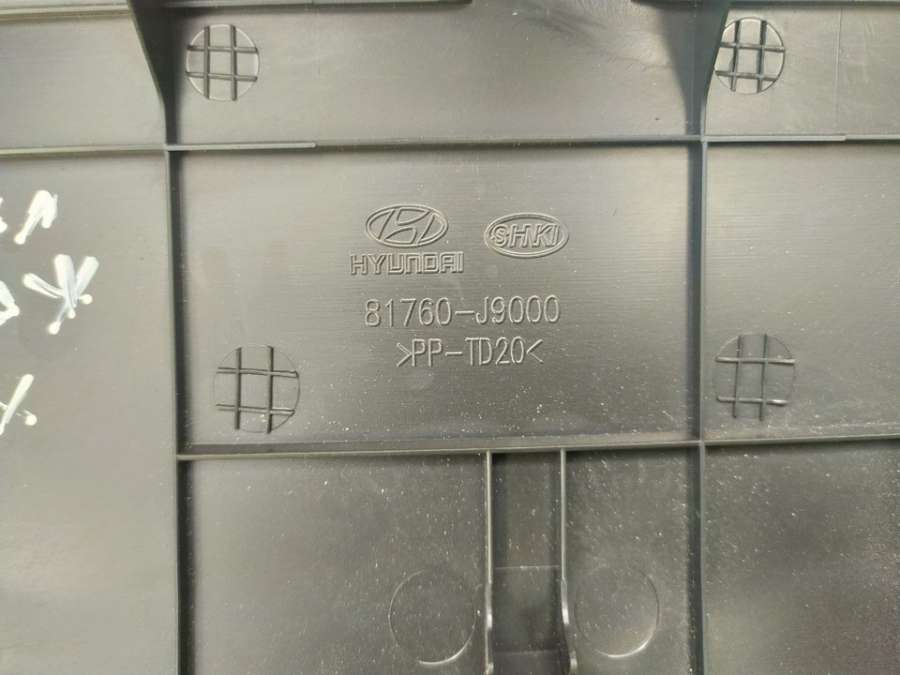 HYUNDAI
SHKI
81760-J9000
>PP-TD20<